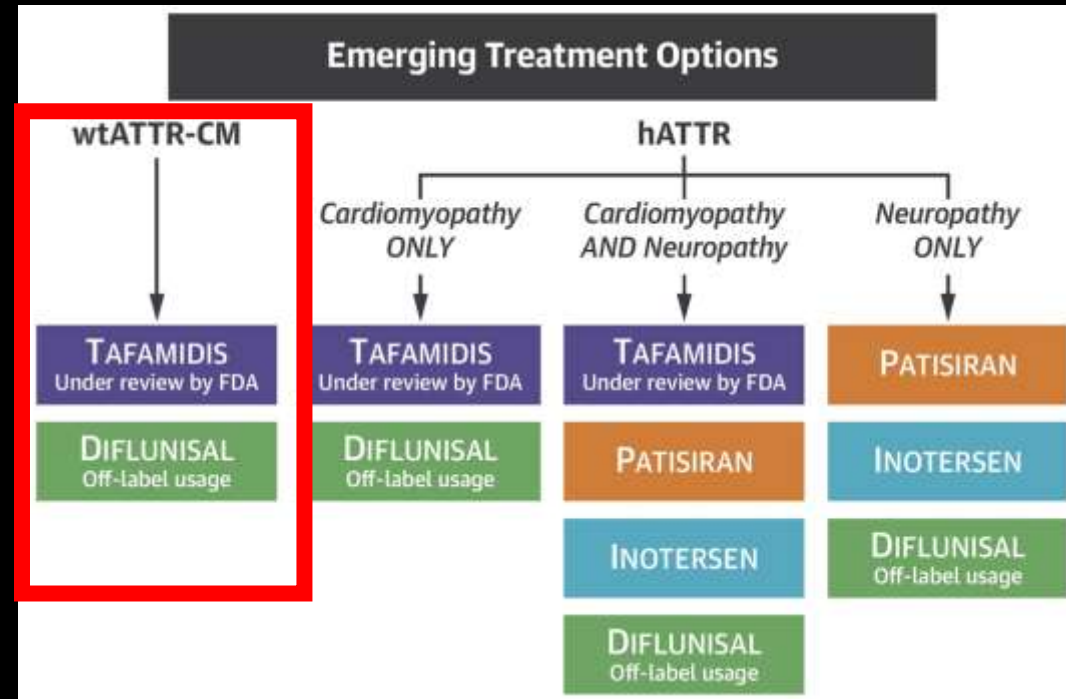 Emerging Treatment Options
wtATTR-CM
hATTR
Cardiomyopathy
ONLY
Cardiomyopathy
AND Neuropathy
Neuropathy
ONLY
TAFAMIDIS
Under review by FDA
DIFLUNISAL
Off-label usage
TAFAMIDIS
Under review by FDA
DIFLUNISAL
Off-label usage
TAFAMIDIS
Under review by FDA
PATISIRAN
INOTERSEN
DIFLUNISAL
Off-label usage
PATISIRAN
INOTERSEN
DIFLUNISAL
Off-label usage